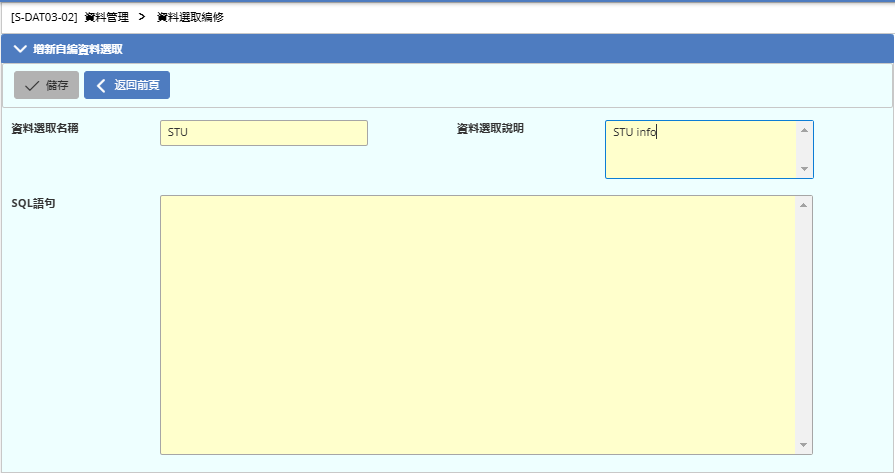 [S-DAT03-02] 資料管理 > 資料選取編修
增新自編資料選取
儲存 返回前頁
資料選取名稱 STU 資料選取說明 STU info
SQL語句